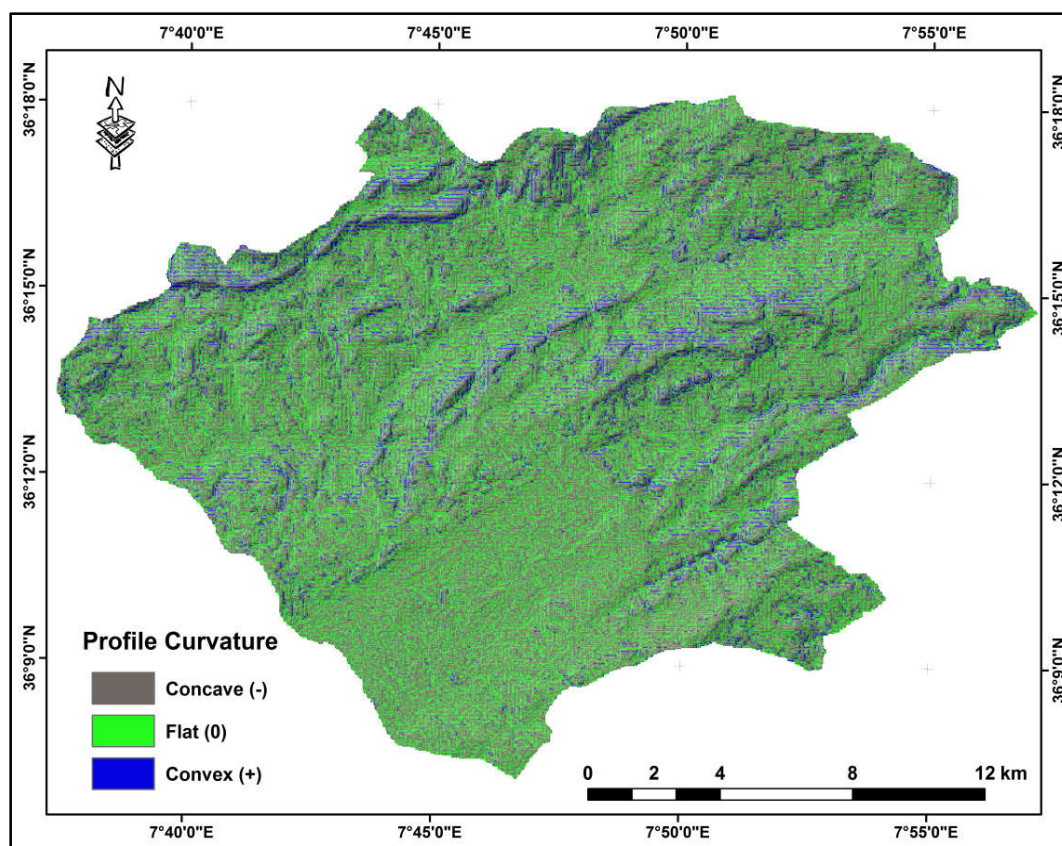 7°40'0"E 7°45'0"E 7°50'0"E 7°55'0"E
N
36°18'0"N 36°18'0"N
36°15'0"N 36°15'0"N
36°12'0"N 36°12'0"N
36°9'0"N 36°9'0"N
Profile Curvature
Concave (-)
Flat (0)
Convex (+)
0 2 4 8 12 km
7°40'0"E 7°45'0"E 7°50'0"E 7°55'0"E